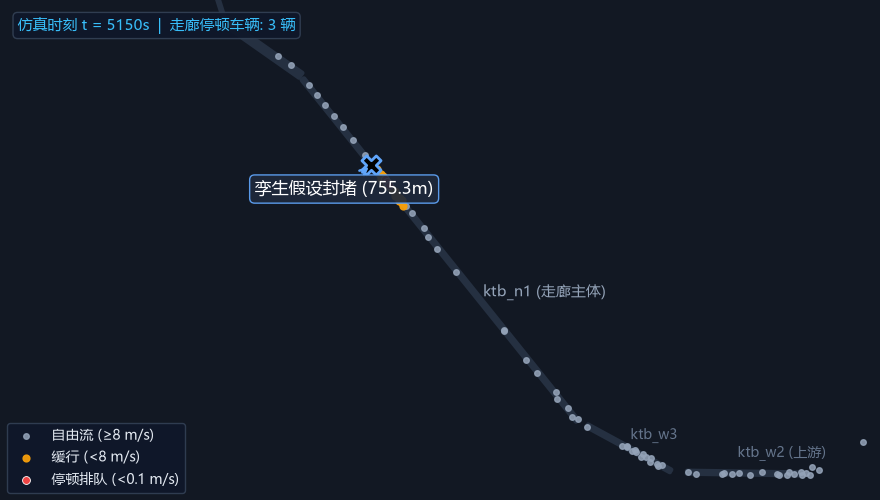 仿真时刻 t = 5150s | 走廊停顿车辆: 3 辆
孪生假设封堵 (755.3m)
ktb_n1 (走廊主体)
ktb_w3
ktb_w2 (上游)
自由流 (≥8 m/s)
缓行 (<8 m/s)
停顿排队 (<0.1 m/s)